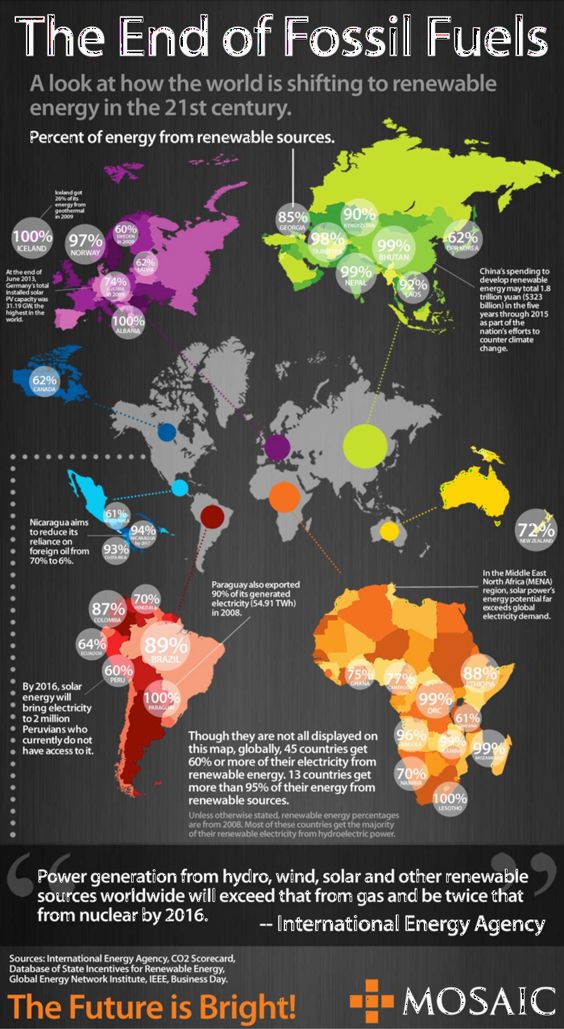 The End of Fossil Fuels
A look at how the world is shifting to renewable
energy in the 21st century.
Percent of energy from renewable sources.
Iceland got
26% of its
energy from
geothermal
in 2009
100%
ICELAND
97%
NORWAY
60%
SWEDEN
in 2009
62%
LATVIA
74%
in 2009
100%
ALBANIA
At the end of
June 2013,
Germany's total
installed solar
PV capacity was
31.19 GW, the
highest in the
world.
85%
GEORGIA
90%
KYRGYZSTAN
98%
TAJIKISTAN
99%
BHUTAN
62%
DPR KOREA
99%
NEPAL
92%
LAOS
China's spending to
develop renewable
energy may total 1.8
trillion yuan ($323
billion) in the five
years through 2015
as part of the
nation's efforts to
counter climate
change.
62%
CANADA
61%
GUATEMALA
94%
NICARAGUA
by 2017
93%
COSTA RICA
Nicaragua aims
to reduce its
reliance on
foreign oil from
70% to 6%.
72%
NEW ZEALAND
Paraguay also exported
90% of its generated
electricity (54.91 TWh)
in 2008.
In the Middle East
North Africa (MENA)
region, solar power's
energy potential far
exceeds global
electricity demand.
87%
COLOMBIA
70%
VENEZUELA
64%
ECUADOR
60%
PERU
89%
BRAZIL
100%
PARAGUAY
By 2016, solar
energy will
bring electricity
to 2 million
Peruvians who
currently do not
have access to it.
75%
GHANA
77%
CAMEROON
88%
ETHIOPIA
99%
DRC
61%
TANZANIA
96%
ANGOLA
99%
ZAMBIA
99%
MOZAMBIQUE
70%
NAMIBIA
100%
LESOTHO
Though they are not all displayed on
this map, globally, 45 countries get
60% or more of their electricity from
renewable energy. 13 countries get
more than 95% of their energy from
renewable sources.
Unless otherwise stated, renewable energy percentages
are from 2008. Most of these countries get the majority
of their renewable electricity from hydroelectric power.
“Power generation from hydro, wind, solar and other renewable
sources worldwide will exceed that from gas and be twice that
from nuclear by 2016.”
-- International Energy Agency
Sources: International Energy Agency, CO2 Scorecard,
Database of State Incentives for Renewable Energy,
Global Energy Network Institute, IEEE, Business Day.
The Future is Bright!
MOSAIC